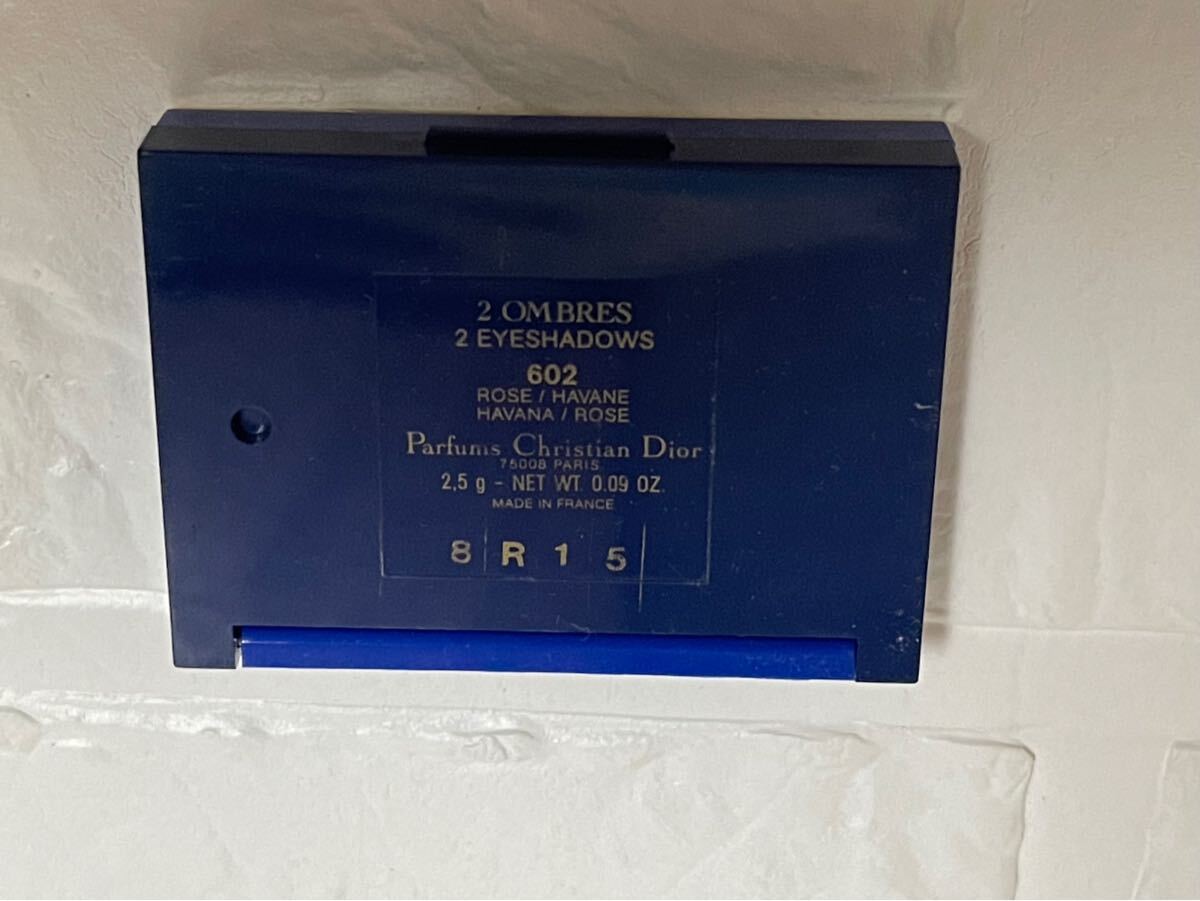 2 OMBRES
2 EYESHADOWS
602
ROSE / HAVANE
HAVANA / ROSE
Parfums Christian Dior
75008 PARIS
2,5 g - NET WT. 0.09 OZ.
MADE IN FRANCE
8 R 1 5